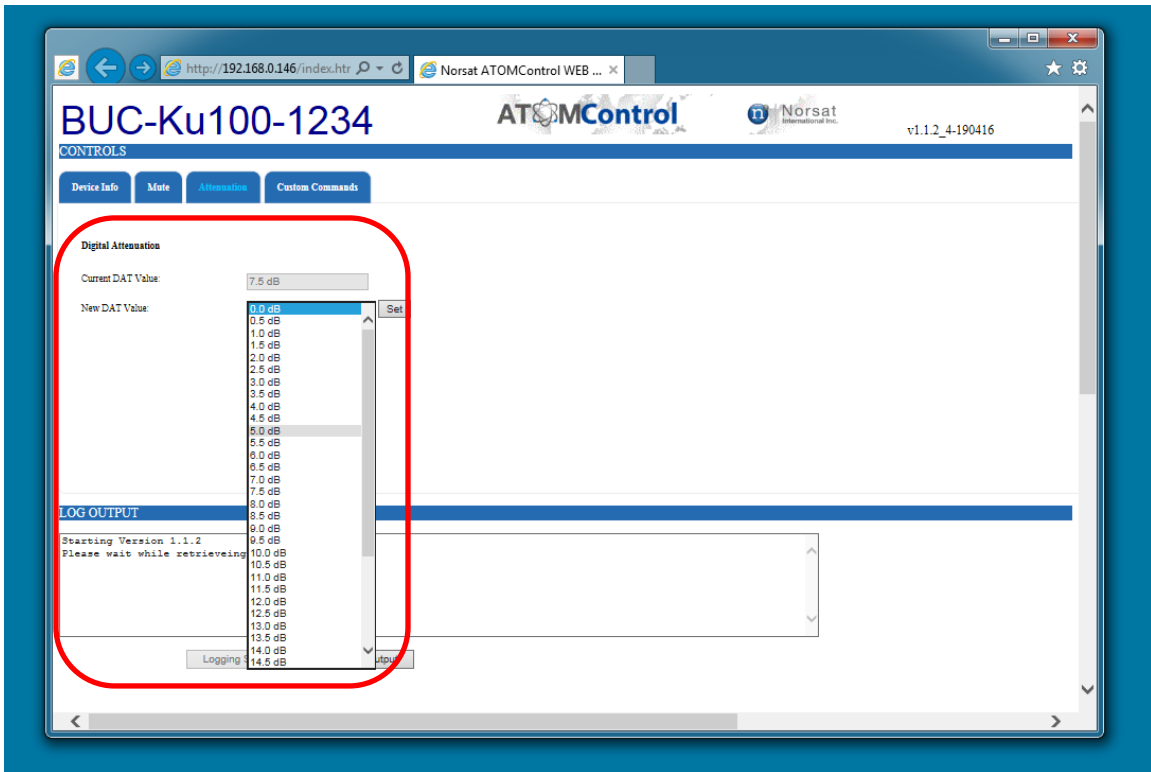 http://192.168.0.146/index.htr
Norsat ATOMControl WEB ...
BUC-Ku100-1234
ATOMControl
Norsat
International Inc.
v1.1.2_4-190416
CONTROLS
Device Info
Mute
Attenuation
Custom Commands
Digital Attenuation
Current DAT Value:
7.5 dB
New DAT Value:
0.0 dB
Set
0.5 dB
1.0 dB
1.5 dB
2.0 dB
2.5 dB
3.0 dB
3.5 dB
4.0 dB
4.5 dB
5.0 dB
5.5 dB
6.0 dB
6.5 dB
7.0 dB
7.5 dB
8.0 dB
8.5 dB
9.0 dB
9.5 dB
10.0 dB
10.5 dB
11.0 dB
11.5 dB
12.0 dB
12.5 dB
13.0 dB
13.5 dB
14.0 dB
14.5 dB
LOG OUTPUT
Starting Version 1.1.2
Please wait while retrieveing
Logging